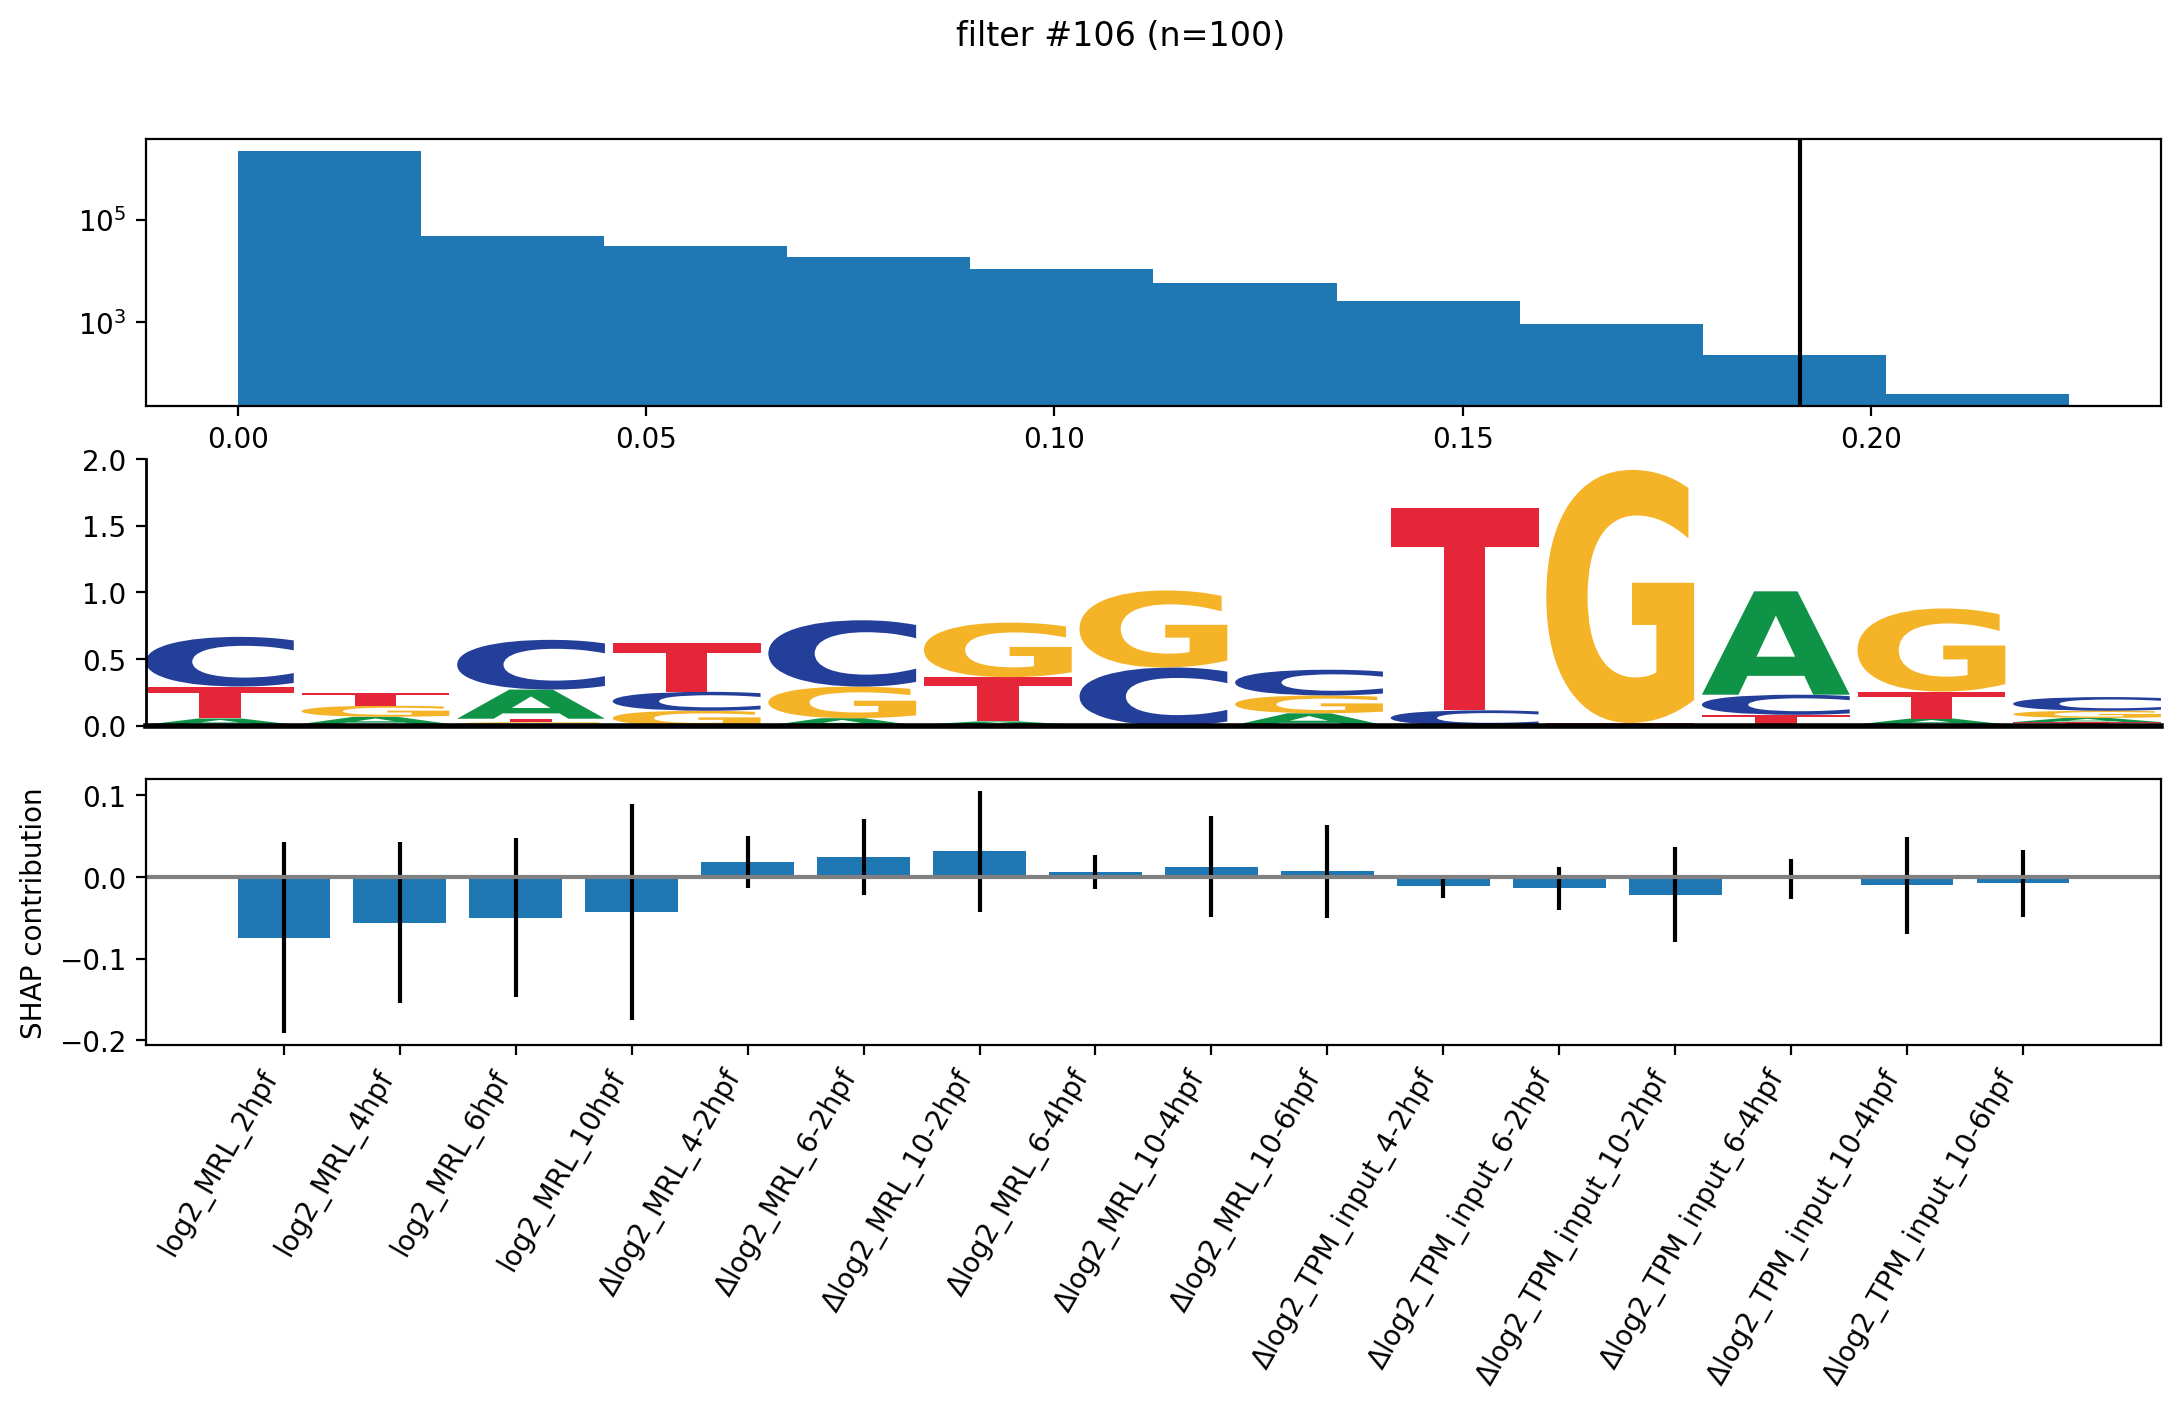 filter #106 (n=100)
10^5
10^3
0.00 0.05 0.10 0.15 0.20
2.0
1.5
1.0
0.5
0.0
C T A
T G A
C A T
T C G
C G A
G T A
G C
C G A
T C
G
A C T
G T A
C G A T
SHAP contribution
0.1
0.0
−0.1
−0.2
log2_MRL_2hpf
log2_MRL_4hpf
log2_MRL_6hpf
log2_MRL_10hpf
Δlog2_MRL_4-2hpf
Δlog2_MRL_6-2hpf
Δlog2_MRL_10-2hpf
Δlog2_MRL_6-4hpf
Δlog2_MRL_10-4hpf
Δlog2_MRL_10-6hpf
Δlog2_TPM_input_4-2hpf
Δlog2_TPM_input_6-2hpf
Δlog2_TPM_input_10-2hpf
Δlog2_TPM_input_6-4hpf
Δlog2_TPM_input_10-4hpf
Δlog2_TPM_input_10-6hpf